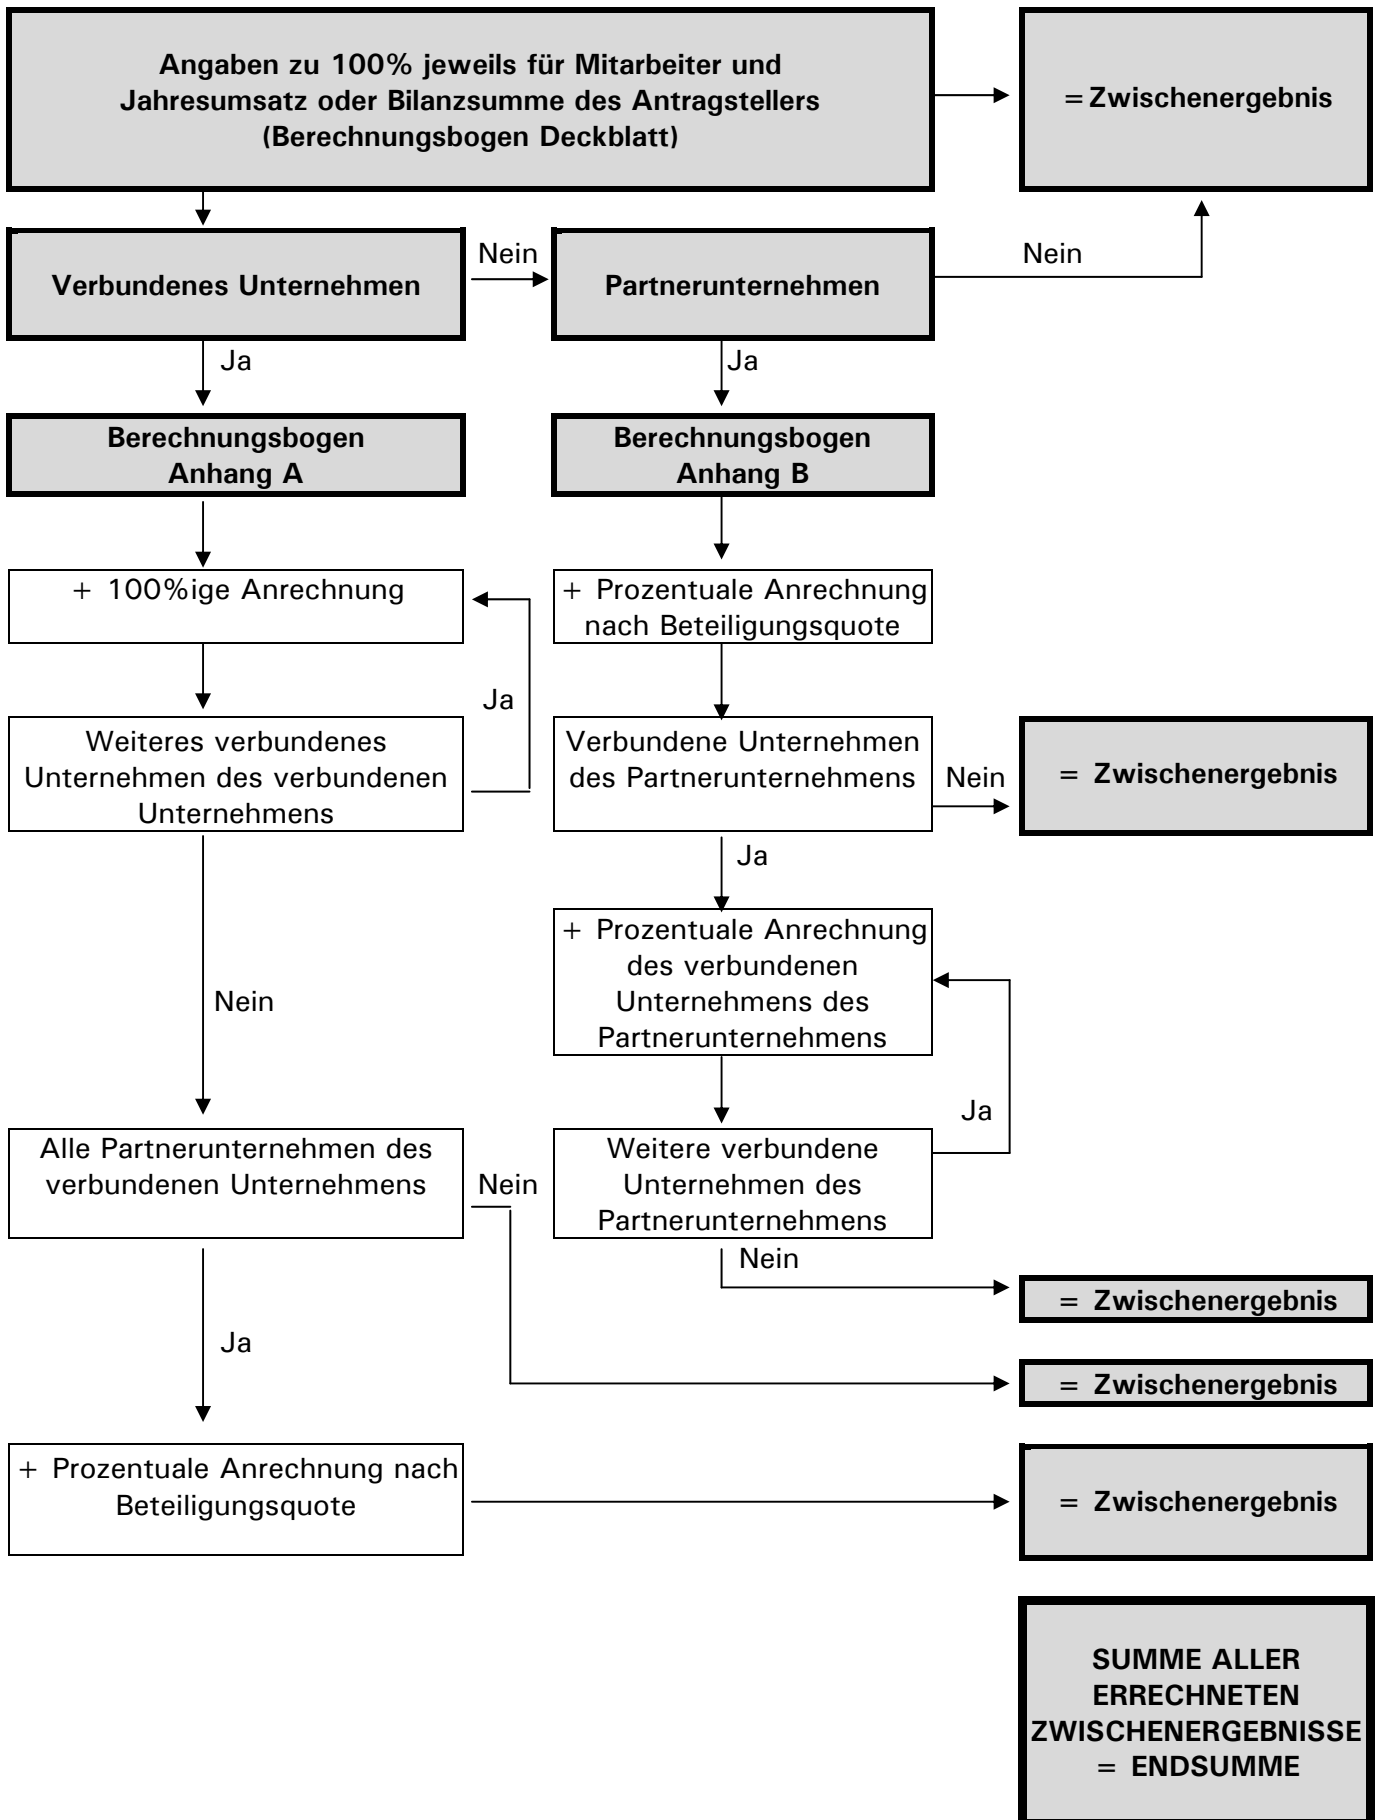 Angaben zu 100% jeweils für Mitarbeiter und
Jahresumsatz oder Bilanzsumme des Antragstellers
(Berechnungsbogen Deckblatt)
= Zwischenergebnis
Verbundenes Unternehmen
Nein
Partnerunternehmen
Nein
Ja
Ja
Berechnungsbogen
Anhang A
Berechnungsbogen
Anhang B
+ 100%ige Anrechnung
+ Prozentuale Anrechnung
nach Beteiligungsquote
Ja
Weiteres verbundenes
Unternehmen des verbundenen
Unternehmens
Verbundene Unternehmen
des Partnerunternehmens
Nein
= Zwischenergebnis
Ja
+ Prozentuale Anrechnung
des verbundenen
Unternehmens des
Partnerunternehmens
Nein
Ja
Alle Partnerunternehmen des
verbundenen Unternehmens
Nein
Weitere verbundene
Unternehmen des
Partnerunternehmens
Nein
= Zwischenergebnis
Ja
= Zwischenergebnis
+ Prozentuale Anrechnung nach
Beteiligungsquote
= Zwischenergebnis
SUMME ALLER
ERRECHNETEN
ZWISCHENERGEBNISSE
= ENDSUMME